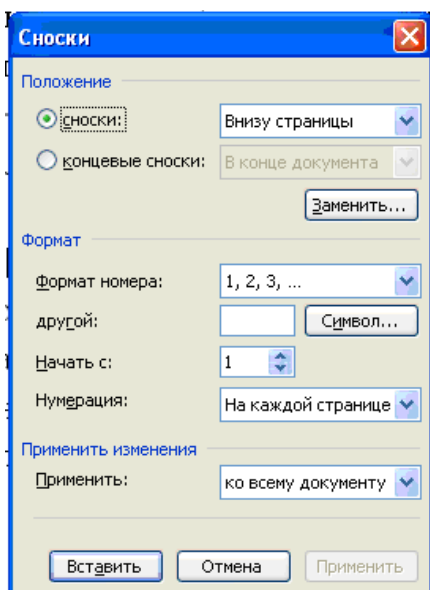 Сноски
Положение
сноски: Внизу страницы
концевые сноски: В конце документа
Заменить...
Формат
Формат номера: 1, 2, 3, ...
другой: Символ...
Начать с: 1
Нумерация: На каждой странице
Применить изменения
Применить: ко всему документу
Вставить Отмена Применить